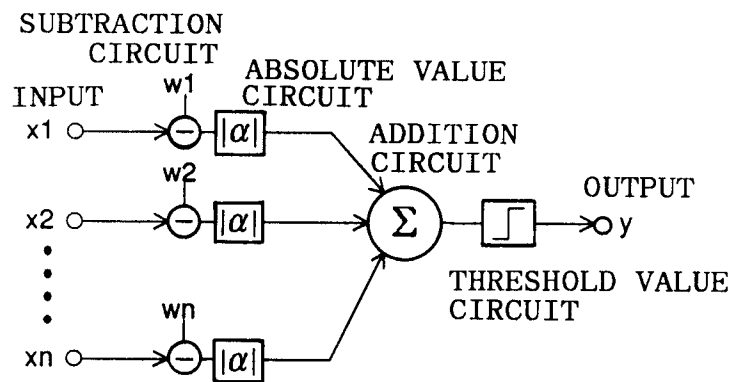 SUBTRACTION
CIRCUIT
w1
ABSOLUTE VALUE
CIRCUIT
INPUT
x1
−
|α|
ADDITION
CIRCUIT
w2
x2
−
|α|
Σ
OUTPUT
y
THRESHOLD VALUE
CIRCUIT
wn
xn
−
|α|